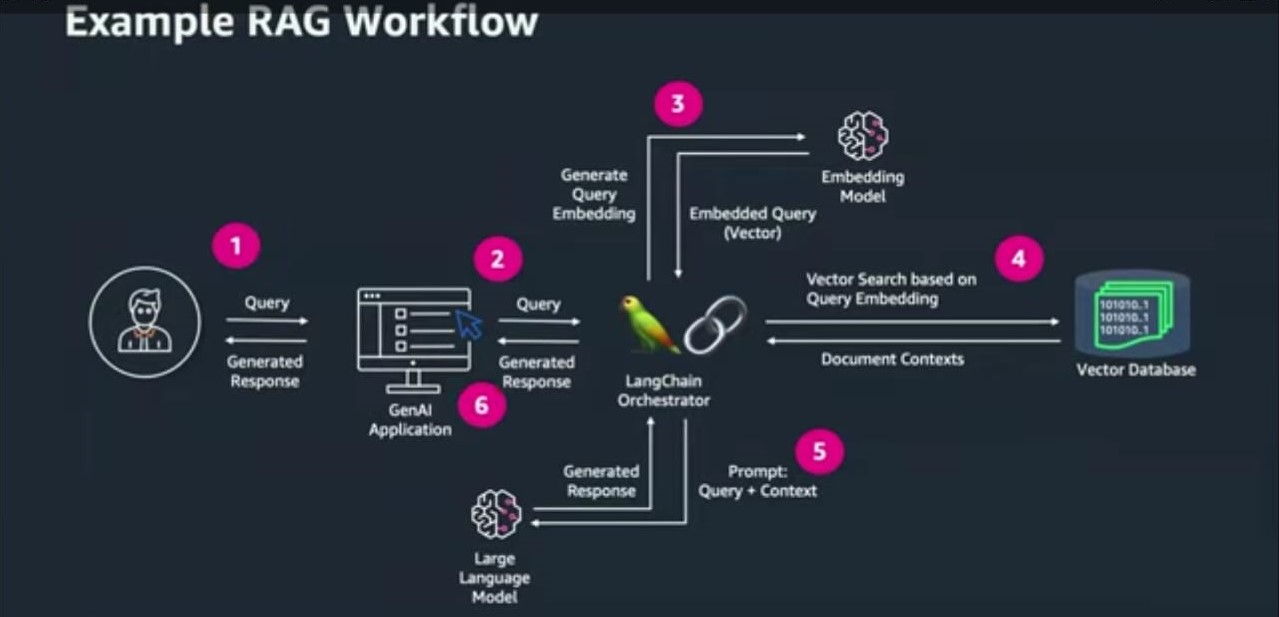 Example RAG Workflow
3
Generate
Query
Embedding
Embedding
Model
Embedded Query
(Vector)
1
2
4
Query
Generated
Response
Query
Generated
Response
Vector Search based on
Query Embedding
Document Contexts
101010..1
101010..1
101010..1
Vector Database
LangChain
Orchestrator
GenAI
Application
6
5
Generated
Response
Prompt:
Query + Context
Large
Language
Model